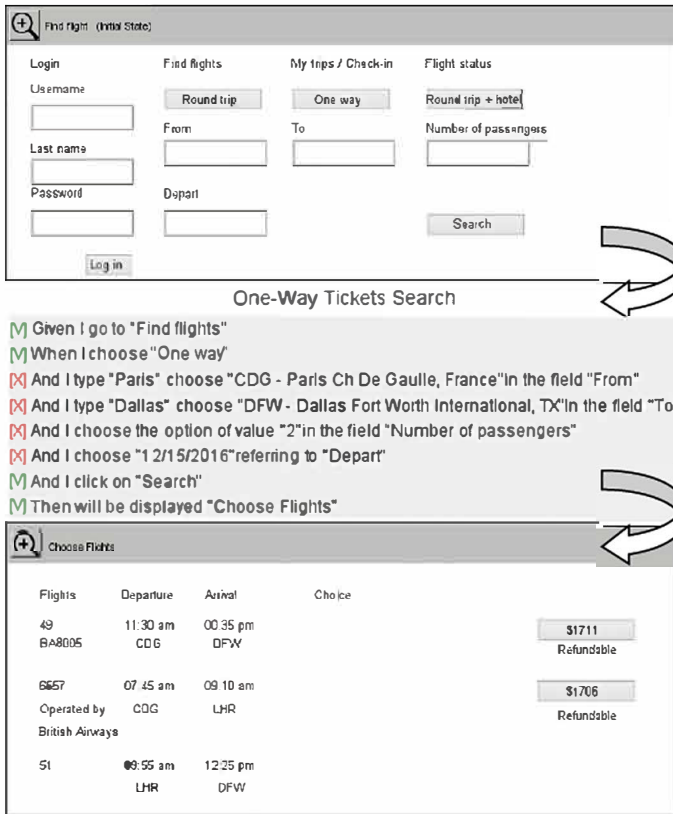 Find flight (Initial State)
Login Find flights My trips / Check-in Flight status
Username
Round trip One way Round trip + hotel
From To Number of passengers
Last name
Password Depart
Search
Log in
One-Way Tickets Search
[V] Given I go to "Find flights"
[V] When I choose "One way"
[X] And I type "Paris" choose "CDG - Paris Ch De Gaulle, France"in the field "From"
[X] And I type "Dallas" choose "DFW - Dallas Fort Worth International, TX"in the field "To
[X] And I choose the option of value "2"in the field "Number of passengers"
[X] And I choose "12/15/2016"referring to "Depart"
[V] And I click on "Search"
[V] Then will be displayed "Choose Flights"
Choose Flights
Flights Departure Arrival Choice
49 11:30 am 00:35 pm $1711
BA8005 CDG DFW Refundable
6657 07:45 am 09:10 am $1706
Operated by CDG LHR Refundable
British Airways
51 09:55 am 12:25 pm
LHR DFW